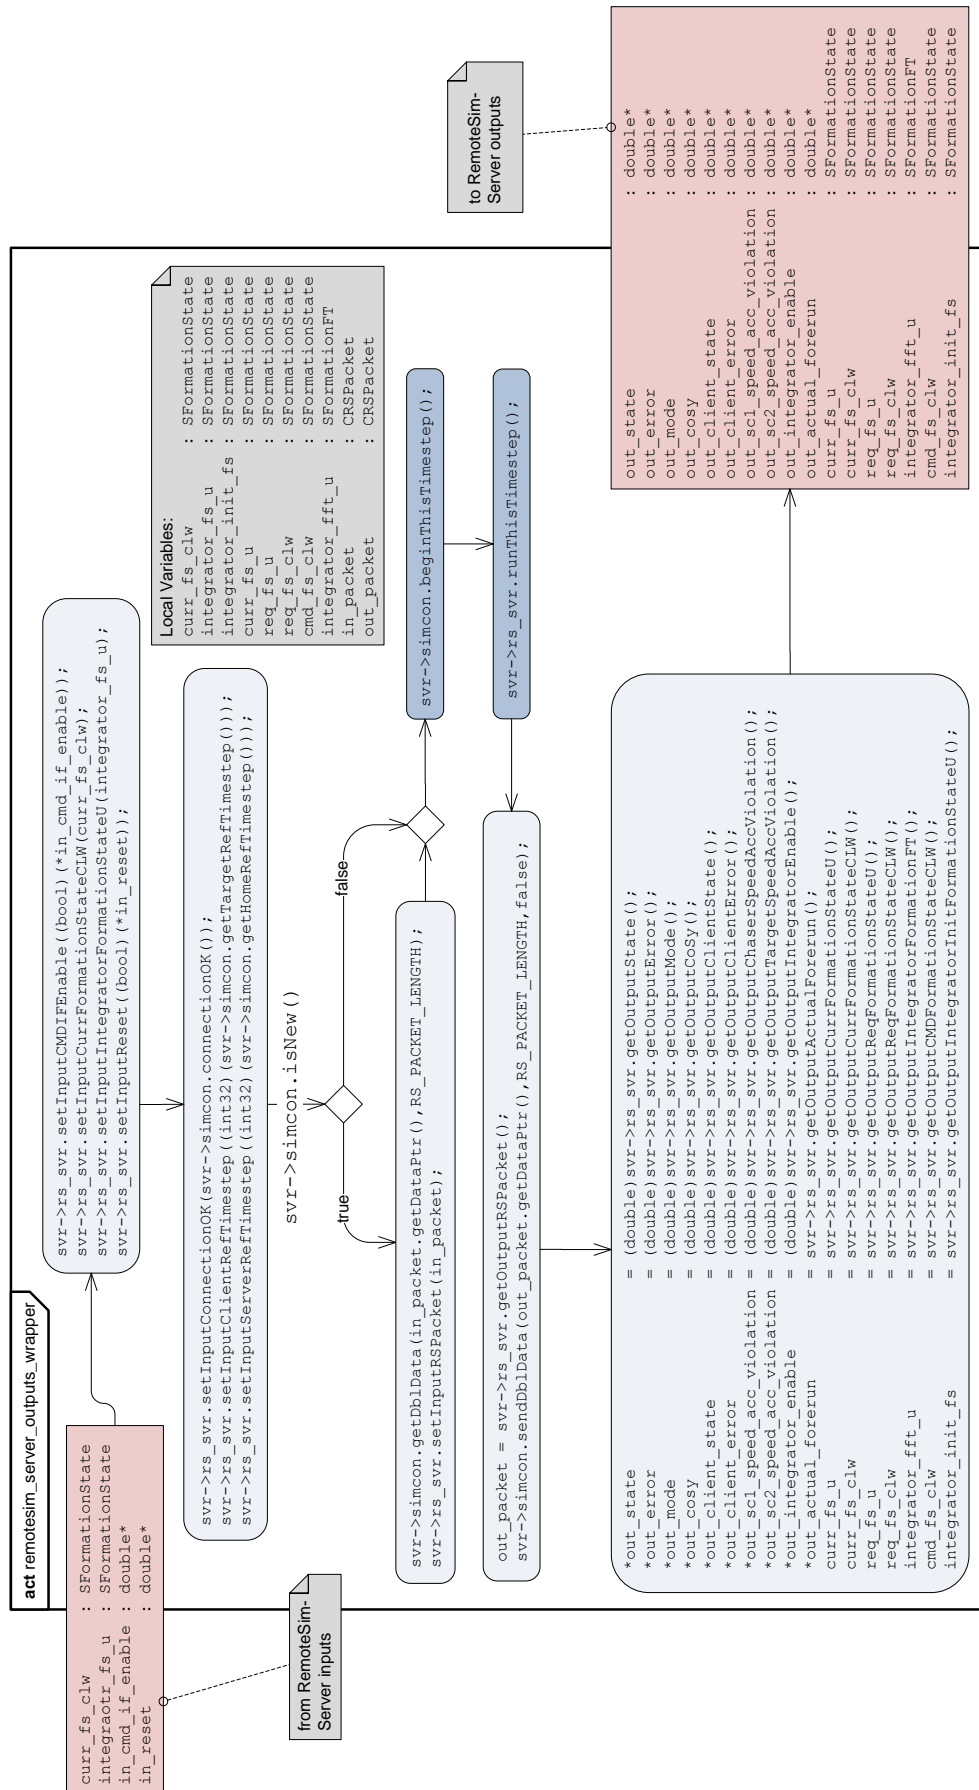 act remotesim_server_outputs_wrapper
curr_fs_clw : SFormationState
integraotr_fs_u : SFormationState
in_cmd_if_enable : double*
in_reset : double*
from RemoteSim-
Server inputs
svr->rs_svr.setInputCMDIFEnable((bool)(*in_cmd_if_enable));
svr->rs_svr.setInputCurrFormationStateCLW(curr_fs_clw);
svr->rs_svr.setInputIntegratorFormationStateU(integrator_fs_u);
svr->rs_svr.setInputReset((bool)(*in_reset));
svr->rs_svr.setInputConnectionOK(svr->simcon.connectionOK());
svr->rs_svr.setInputClientRefTimestep((int32)(svr->simcon.getTargetRefTimestep()));
svr->rs_svr.setInputServerRefTimestep((int32)(svr->simcon.getHomeRefTimestep()));
Local Variables:
curr_fs_clw : SFormationState
integrator_fs_u : SFormationState
integrator_init_fs : SFormationState
curr_fs_u : SFormationState
req_fs_u : SFormationState
req_fs_clw : SFormationState
cmd_fs_clw : SFormationState
integrator_fft_u : SFormationFT
in_packet : CRSPacket
out_packet : CRSPacket
svr->simcon.isNew()
true
false
svr->simcon.getDblData(in_packet.getDataPtr(),RS_PACKET_LENGTH);
svr->rs_svr.setInputRSPacket(in_packet);
svr->simcon.beginThisTimestep();
svr->rs_svr.runThisTimestep();
out_packet = svr->rs_svr.getOutputRSPacket();
svr->simcon.sendDblData(out_packet.getDataPtr(),RS_PACKET_LENGTH,false);
*out_state = (double)svr->rs_svr.getOutputState();
*out_error = (double)svr->rs_svr.getOutputError();
*out_mode = (double)svr->rs_svr.getOutputMode();
*out_cosy = (double)svr->rs_svr.getOutputCosy();
*out_client_state = (double)svr->rs_svr.getOutputClientState();
*out_client_error = (double)svr->rs_svr.getOutputClientError();
*out_sc1_speed_acc_violation = (double)svr->rs_svr.getOutputChaserSpeedAccViolation();
*out_sc2_speed_acc_violation = (double)svr->rs_svr.getOutputTargetSpeedAccViolation();
*out_integrator_enable = (double)svr->rs_svr.getOutputIntegratorEnable();
*out_actual_forerun = svr->rs_svr.getOutputActualForerun();
curr_fs_u = svr->rs_svr.getOutputCurrFormationStateU();
curr_fs_clw = svr->rs_svr.getOutputCurrFormationStateCLW();
req_fs_u = svr->rs_svr.getOutputReqFormationStateU();
req_fs_clw = svr->rs_svr.getOutputReqFormationStateCLW();
integrator_fft_u = svr->rs_svr.getOutputIntegratorFormationFT();
cmd_fs_clw = svr->rs_svr.getOutputCMDFormationStateCLW();
integrator_init_fs = svr->rs_svr.getOutputIntegratorInitFormationStateU();
to RemoteSim-
Server outputs
out_state : double*
out_error : double*
out_mode : double*
out_cosy : double*
out_client_state : double*
out_client_error : double*
out_sc1_speed_acc_violation : double*
out_sc2_speed_acc_violation : double*
out_integrator_enable : double*
out_actual_forerun : double*
curr_fs_u : SFormationState
curr_fs_clw : SFormationState
req_fs_u : SFormationState
req_fs_clw : SFormationState
integrator_fft_u : SFormationFT
cmd_fs_clw : SFormationState
integrator_init_fs : SFormationState